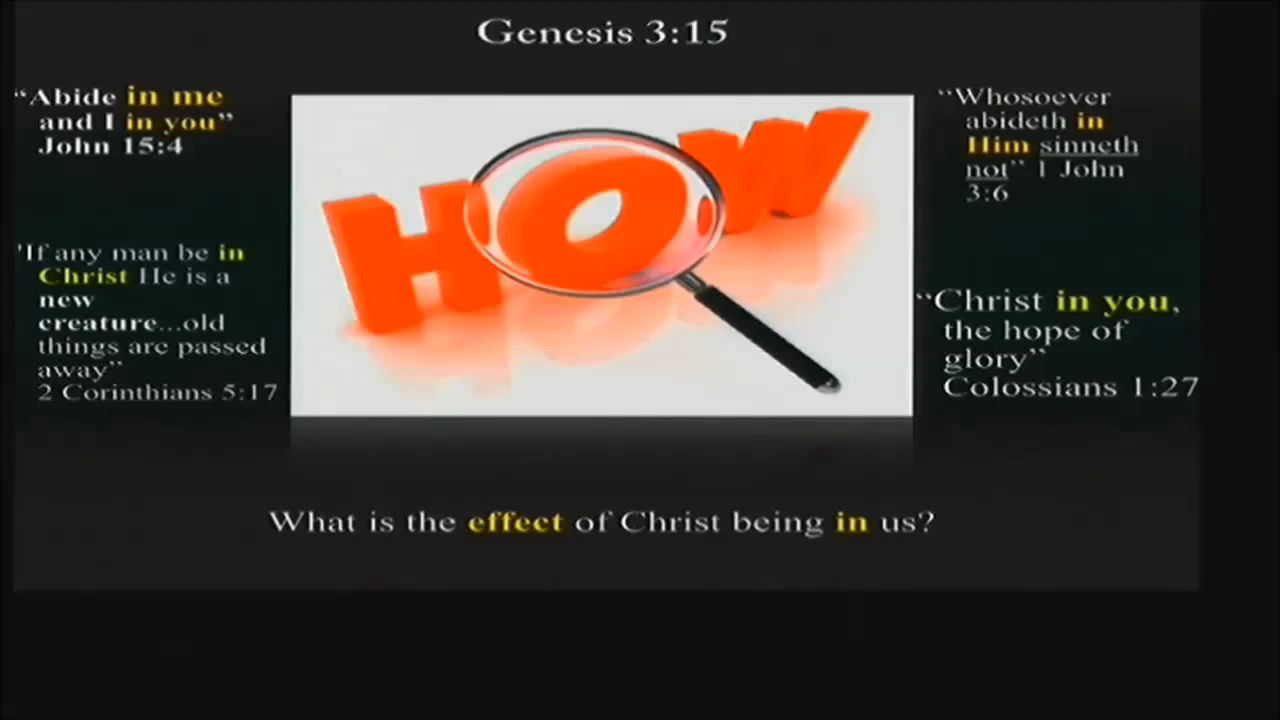 Genesis 3:15
“Abide in me
and I in you”
John 15:4
'If any man be in
Christ He is a
new
creature...old
things are passed
away”
2 Corinthians 5:17
HOW
“Whosoever
abideth in
Him sinneth
not” 1 John
3:6
“Christ in you,
the hope of
glory”
Colossians 1:27
What is the effect of Christ being in us?